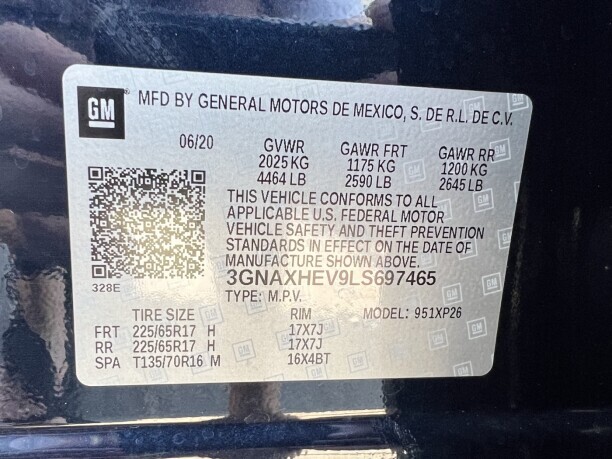 GM MFD BY GENERAL MOTORS DE MEXICO, S. DE R.L. DE C.V.
06/20 GVWR GAWR FRT GAWR RR
2025 KG 1175 KG 1200 KG
4464 LB 2590 LB 2645 LB
THIS VEHICLE CONFORMS TO ALL
APPLICABLE U.S. FEDERAL MOTOR
VEHICLE SAFETY AND THEFT PREVENTION
STANDARDS IN EFFECT ON THE DATE OF
MANUFACTURE SHOWN ABOVE.
328E
3GNAXHEV9LS697465
TYPE: M.P.V.
TIRE SIZE RIM MODEL: 951XP26
FRT 225/65R17 H 17X7J
RR 225/65R17 H 17X7J
SPA T135/70R16 M 16X4BT